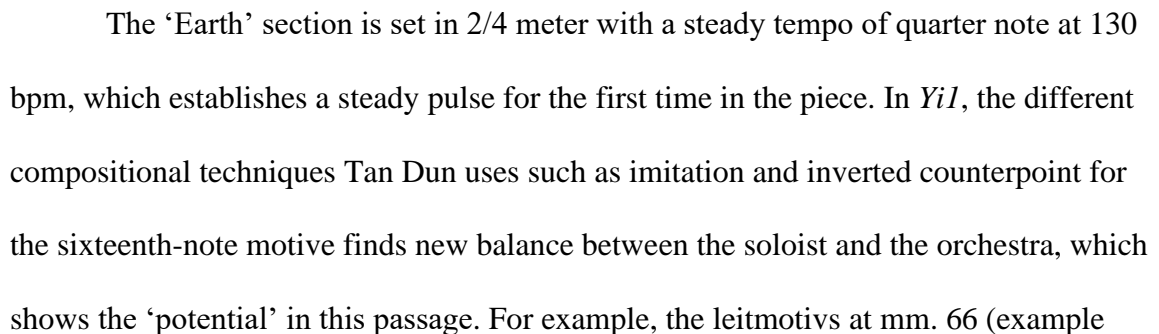 The ‘Earth’ section is set in 2/4 meter with a steady tempo of quarter note at 130
bpm, which establishes a steady pulse for the first time in the piece. In Yi1, the different
compositional techniques Tan Dun uses such as imitation and inverted counterpoint for
the sixteenth-note motive finds new balance between the soloist and the orchestra, which
shows the ‘potential’ in this passage. For example, the leitmotivs at mm. 66 (example